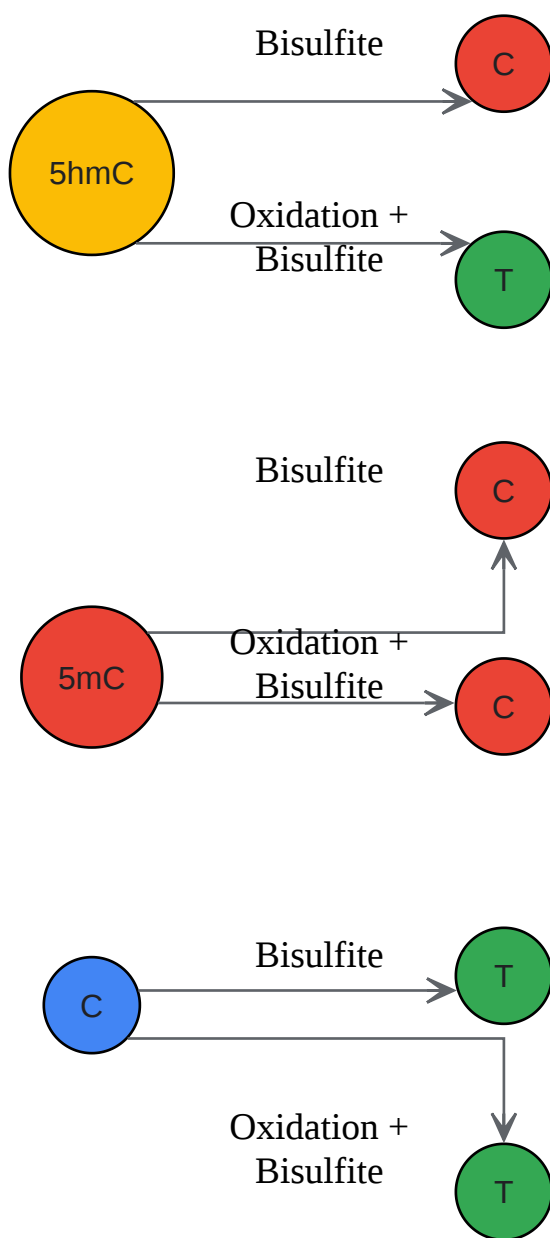 Bisulfite
C
5hmC
Oxidation +
Bisulfite
T
Bisulfite
C
5mC
Oxidation +
Bisulfite
C
Bisulfite
T
C
Oxidation +
Bisulfite
T